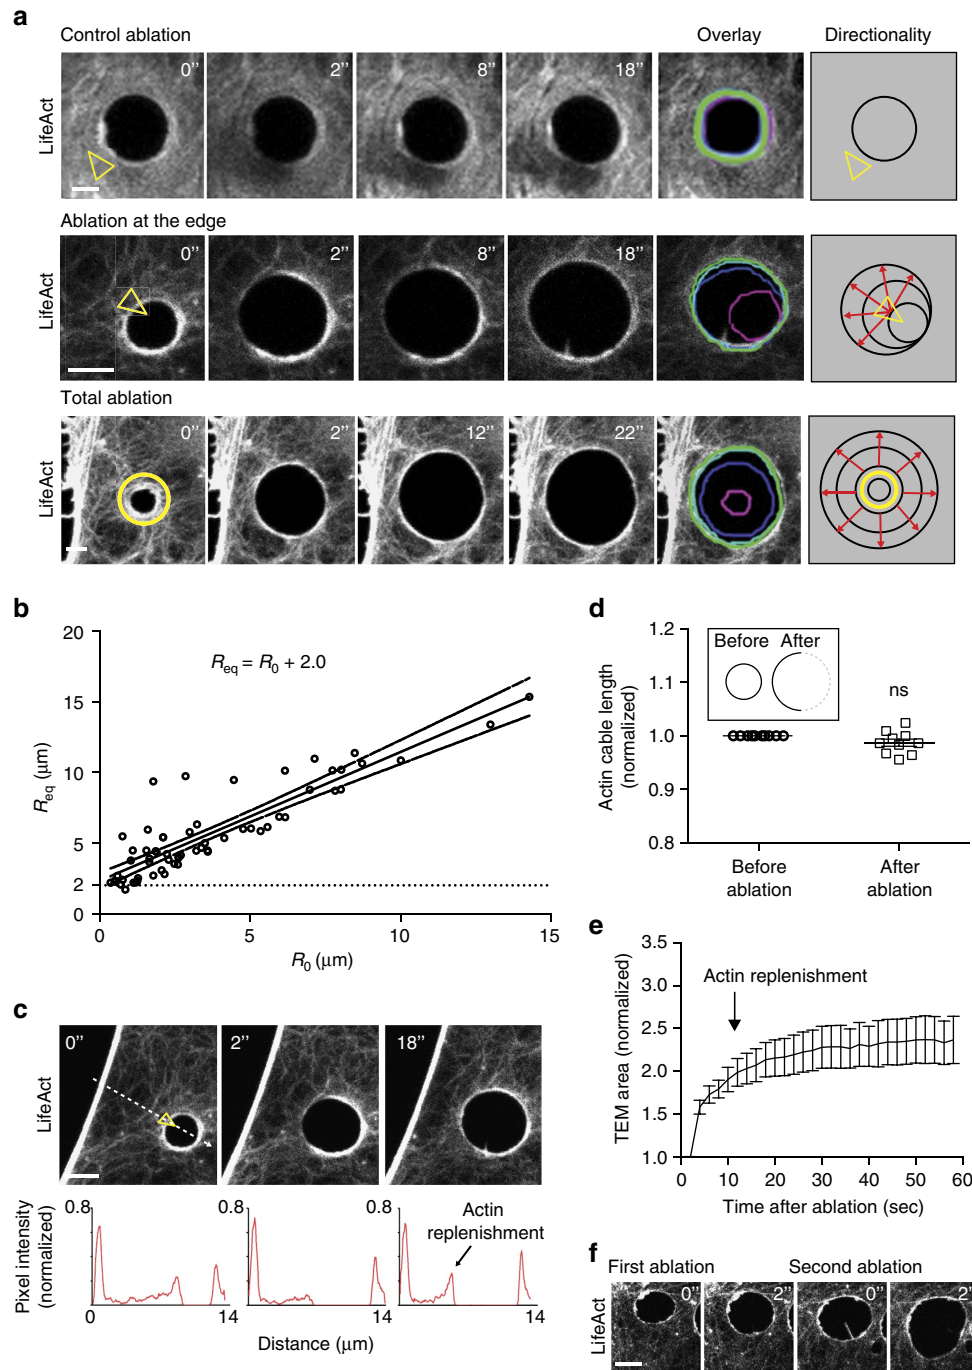 a
Control ablation
Overlay
Directionality
LifeAct
0’’
2’’
8’’
18’’
Ablation at the edge
LifeAct
0’’
2’’
8’’
18’’
Total ablation
LifeAct
0’’
2’’
12’’
22’’
b
20
15
10
5
2
0
Req (μm)
Req = R0 + 2.0
0
5
10
15
R0 (μm)
c
LifeAct
0’’
2’’
18’’
Pixel intensity
(normalized)
0.8
0.8
0.8
Actin
replenishment
0
14
14
14
Distance (μm)
d
1.2
1.1
1.0
0.9
0.8
Actin cable length
(normalized)
Before
After
ns
Before
ablation
After
ablation
e
3.5
3.0
2.5
2.0
1.5
1.0
TEM area (normalized)
Actin replenishment
0
10
20
30
40
50
60
Time after ablation (sec)
f
First ablation
Second ablation
LifeAct
0’’
2’’
0’’
2’’